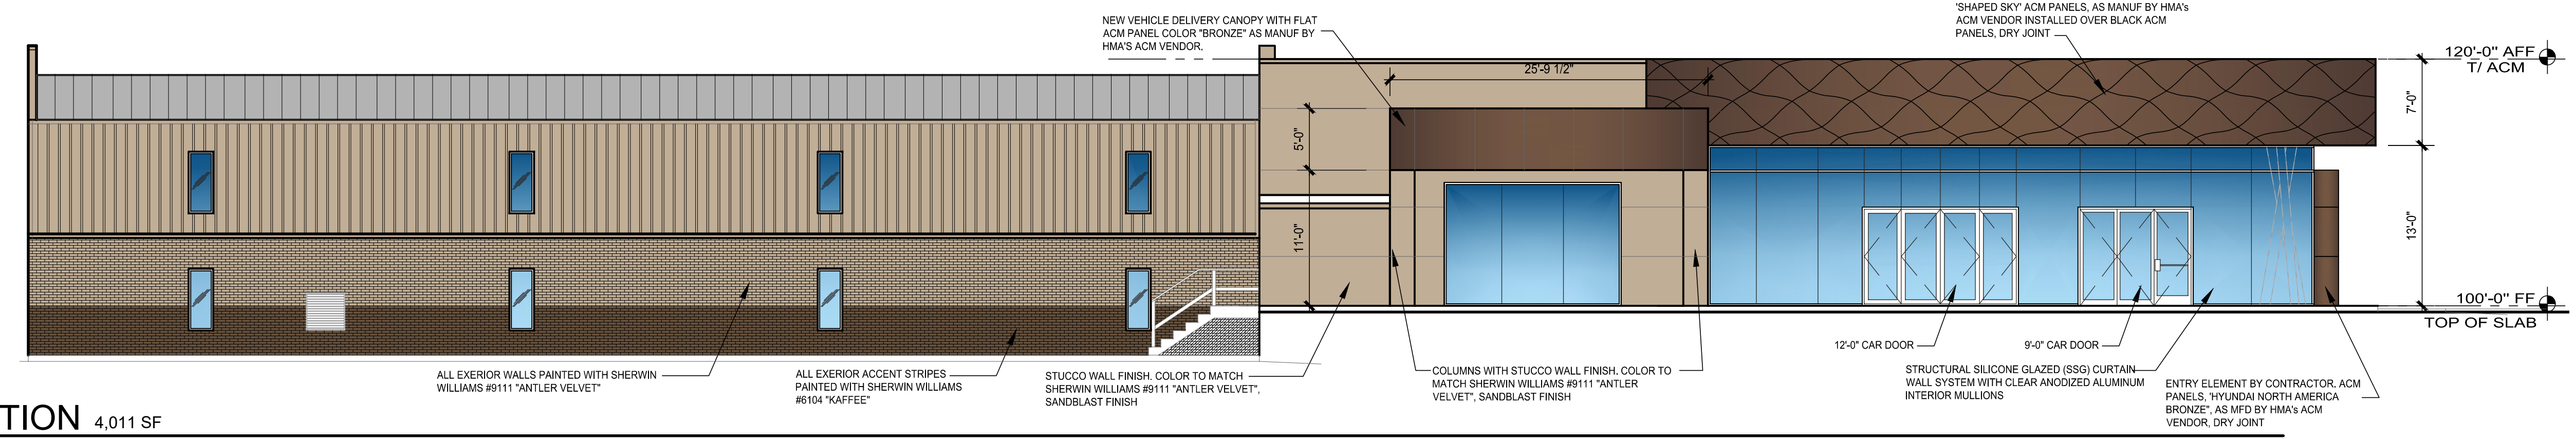 NEW VEHICLE DELIVERY CANOPY WITH FLAT
ACM PANEL COLOR "BRONZE" AS MANUF BY
HMA'S ACM VENDOR.
'SHAPED SKY' ACM PANELS, AS MANUF BY HMA's
ACM VENDOR INSTALLED OVER BLACK ACM
PANELS, DRY JOINT
120'-0" AFF
T/ ACM
25'-9 1/2"
7'-0"
5'-0"
11'-0"
13'-0"
100'-0" FF
TOP OF SLAB
12'-0" CAR DOOR
9'-0" CAR DOOR
ALL EXERIOR WALLS PAINTED WITH SHERWIN
WILLIAMS #9111 "ANTLER VELVET"
ALL EXERIOR ACCENT STRIPES
PAINTED WITH SHERWIN WILLIAMS
#6104 "KAFFEE"
STUCCO WALL FINISH. COLOR TO MATCH
SHERWIN WILLIAMS #9111 "ANTLER VELVET",
SANDBLAST FINISH
COLUMNS WITH STUCCO WALL FINISH. COLOR TO
MATCH SHERWIN WILLIAMS #9111 "ANTLER
VELVET", SANDBLAST FINISH
STRUCTURAL SILICONE GLAZED (SSG) CURTAIN
WALL SYSTEM WITH CLEAR ANODIZED ALUMINUM
INTERIOR MULLIONS
ENTRY ELEMENT BY CONTRACTOR. ACM
PANELS, 'HYUNDAI NORTH AMERICA
BRONZE", AS MFD BY HMA's ACM
VENDOR, DRY JOINT
TION 4,011 SF